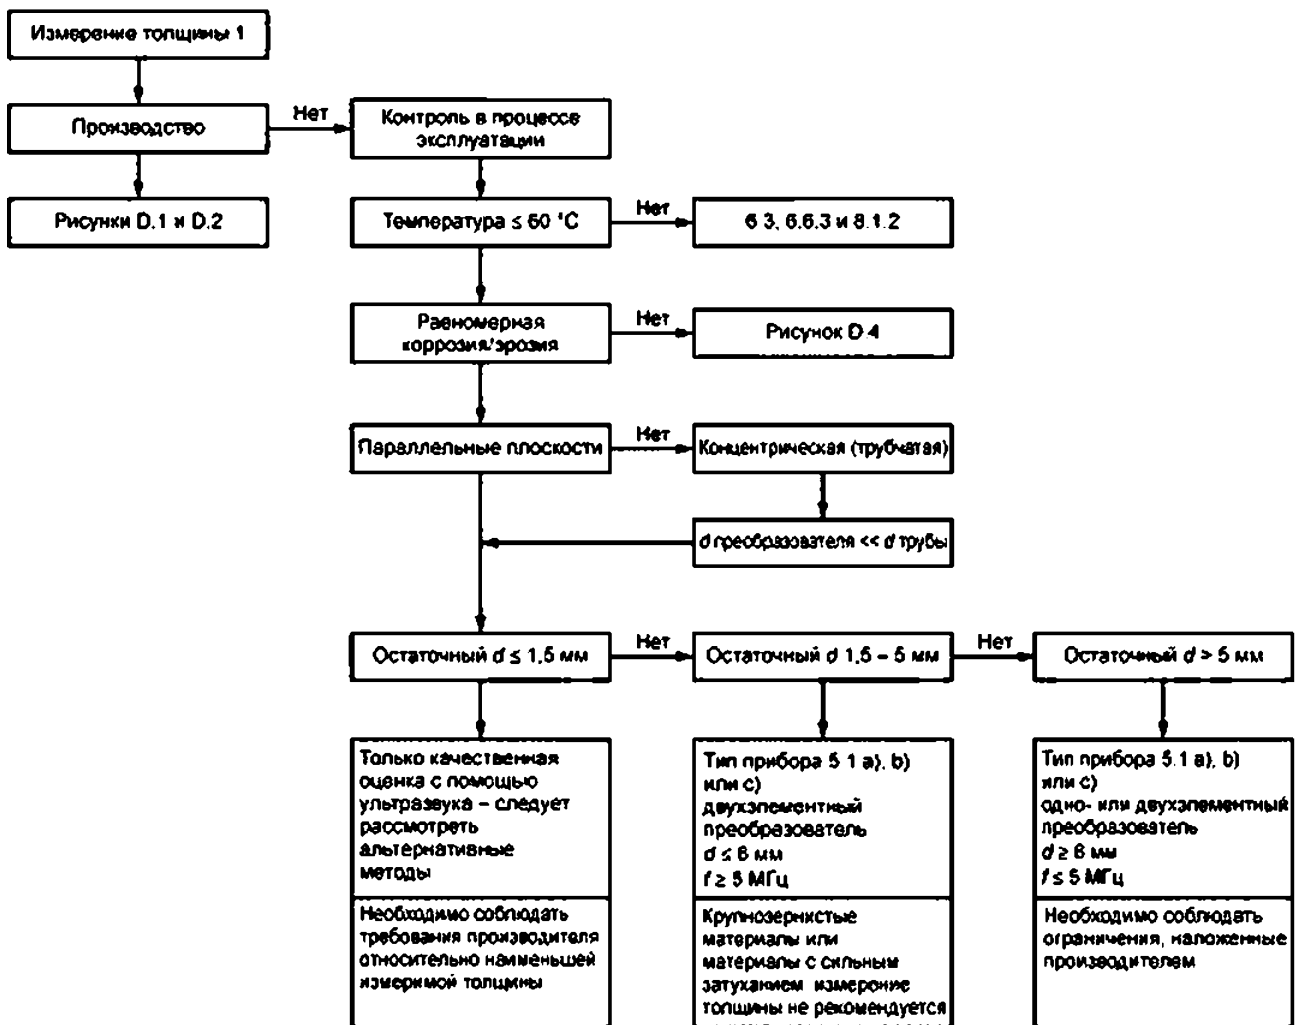 Измерение толщины 1
Производство
Нет
Контроль в процессе
эксплуатации
Рисунки D.1 и D.2
Температура ≤ 60 °C
Нет
6.3, 6.6.3 и 8.1.2
Равномерная
коррозия/эрозия
Нет
Рисунок D.4
Параллельные плоскости
Нет
Концентрическая (трубчатая)
d преобразователя << d трубы
Остаточный d ≤ 1,5 мм
Нет
Остаточный d 1,5 – 5 мм
Нет
Остаточный d > 5 мм
Только качественная
оценка с помощью
ультразвука – следует
рассмотреть
альтернативные
методы
Необходимо соблюдать
требования производителя
относительно наименьшей
измеримой толщины
Тип прибора 5.1 a), b)
или c)
двухэлементный
преобразователь
d ≤ 6 мм
f ≥ 5 МГц
Крупнозернистые
материалы или
материалы с сильным
затуханием измерение
толщины не рекомендуется
Тип прибора 5.1 a), b)
или c)
одно- или двухэлементный
преобразователь
d ≥ 6 мм
f ≤ 5 МГц
Необходимо соблюдать
ограничения, наложенные
производителем